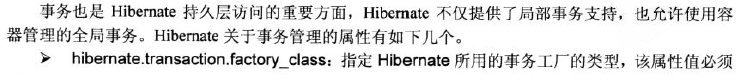 事务也是 Hibernate 持久层访问的重要方面，Hibernate 不仅提供了局部事务支持，也允许使用容
器管理的全局事务。Hibernate 关于事务管理的属性有如下几个。
➢ hibernate.transaction.factory_class：指定 Hibernate 所用的事务工厂的类型，该属性值必须